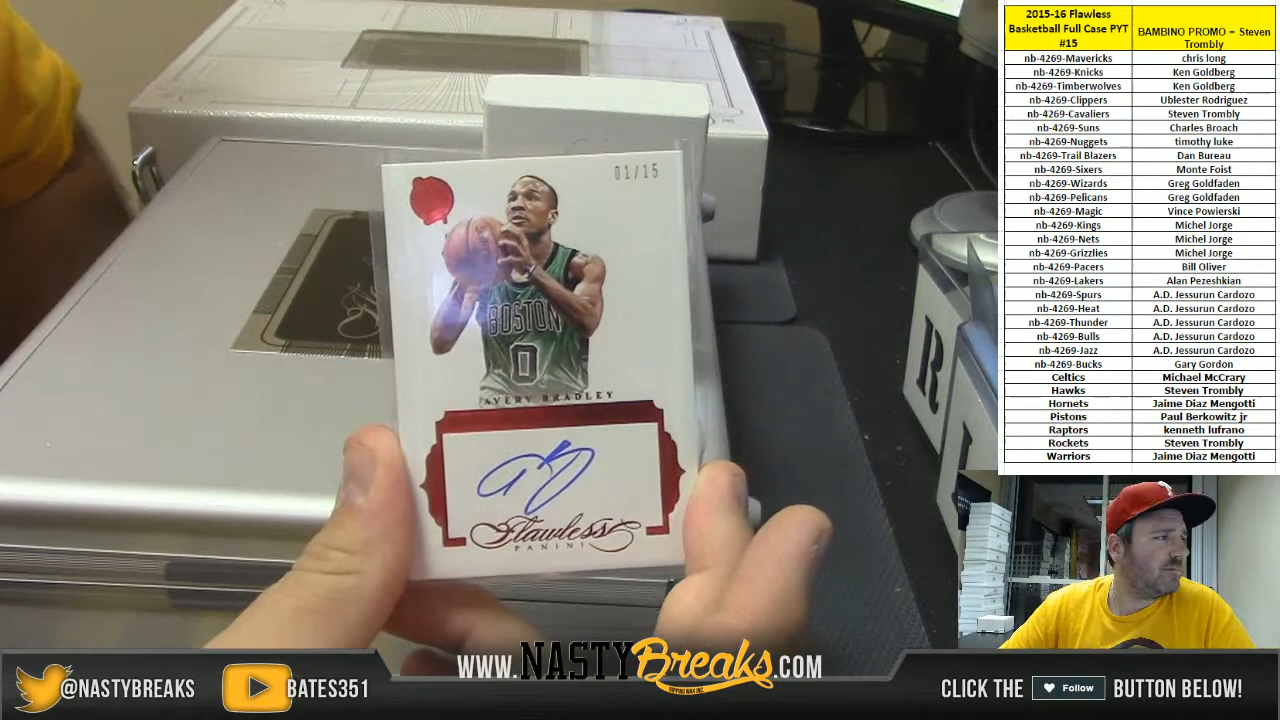 2015-16 Flawless
Basketball Full Case PYT
#15
BAMBINO PROMO - Steven
Trombly
nb-4269-Mavericks chris long
nb-4269-Knicks Ken Goldberg
nb-4269-Timberwolves Ken Goldberg
nb-4269-Clippers Ublester Rodriguez
nb-4269-Cavaliers Steven Trombly
nb-4269-Suns Charles Broach
nb-4269-Nuggets timothy luke
nb-4269-Trail Blazers Dan Bureau
nb-4269-Sixers Monte Foist
nb-4269-Wizards Greg Goldfaden
nb-4269-Pelicans Greg Goldfaden
nb-4269-Magic Vince Powierski
nb-4269-Kings Michel Jorge
nb-4269-Nets Michel Jorge
nb-4269-Grizzlies Michel Jorge
nb-4269-Pacers Bill Oliver
nb-4269-Lakers Alan Pezeshkian
nb-4269-Spurs A.D. Jessurun Cardozo
nb-4269-Heat A.D. Jessurun Cardozo
nb-4269-Thunder A.D. Jessurun Cardozo
nb-4269-Bulls A.D. Jessurun Cardozo
nb-4269-Jazz A.D. Jessurun Cardozo
nb-4269-Bucks Gary Gordon
Celtics Michael McCrary
Hawks Steven Trombly
Hornets Jaime Diaz Mengotti
Pistons Paul Berkowitz jr
Raptors kenneth lufrano
Rockets Steven Trombly
Warriors Jaime Diaz Mengotti
01/15
BOSTON
0
AVERY BRADLEY
Flawless
PANINI
R
@NASTYBREAKS
BATES351
WWW.NASTYBreaks.COM
RIPPING WAX INC.
CLICK THE Follow BUTTON BELOW!